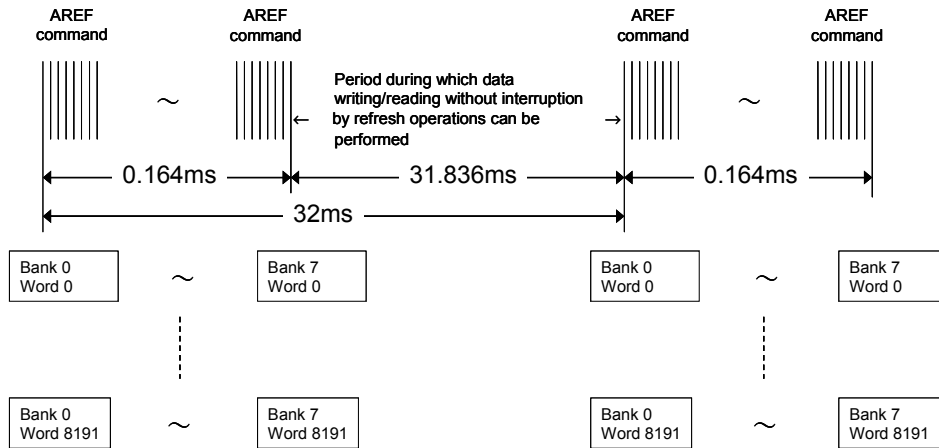 AREF
command
AREF
command
AREF
command
AREF
command
Period during which data
writing/reading without interruption
← by refresh operations can be →
performed
∼
∼
0.164ms
31.836ms
0.164ms
32ms
Bank 0
Word 0
∼
Bank 7
Word 0
Bank 0
Word 0
∼
Bank 7
Word 0
Bank 0
Word 8191
∼
Bank 7
Word 8191
Bank 0
Word 8191
∼
Bank 7
Word 8191